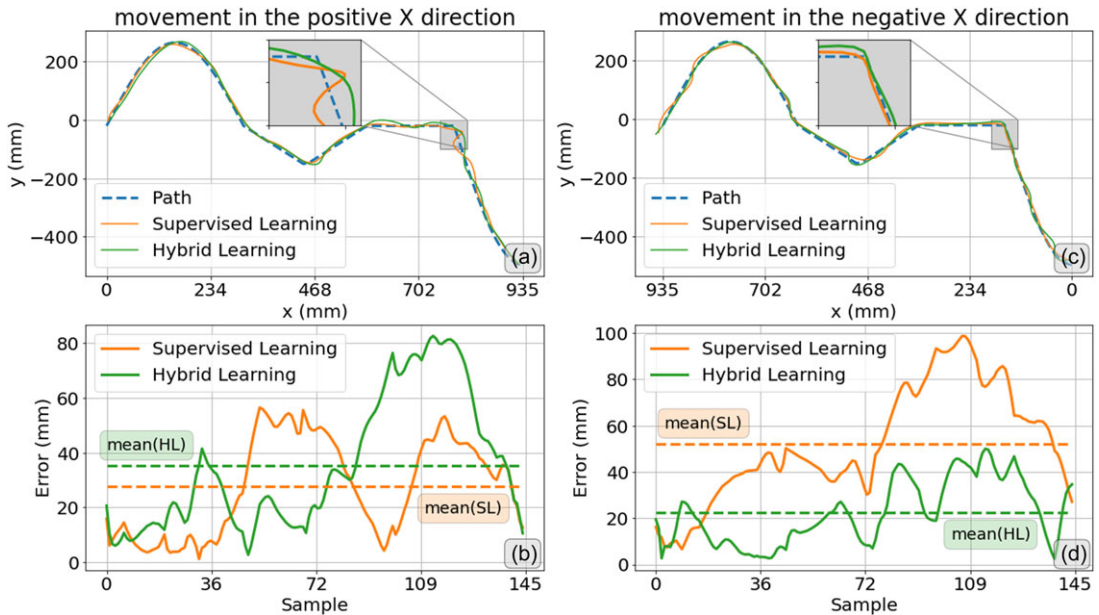 movement in the positive X direction
200
0
−200
−400
y (mm)
Path
Supervised Learning
Hybrid Learning
(a)
0 234 468 702 935
x (mm)
movement in the negative X direction
200
0
−200
−400
y (mm)
Path
Supervised Learning
Hybrid Learning
(c)
935 702 468 234 0
x (mm)
80
60
40
20
0
Error (mm)
Supervised Learning
Hybrid Learning
mean(HL)
mean(SL)
(b)
0 36 72 109 145
Sample
100
80
60
40
20
0
Error (mm)
Supervised Learning
Hybrid Learning
mean(SL)
mean(HL)
(d)
0 36 72 109 145
Sample